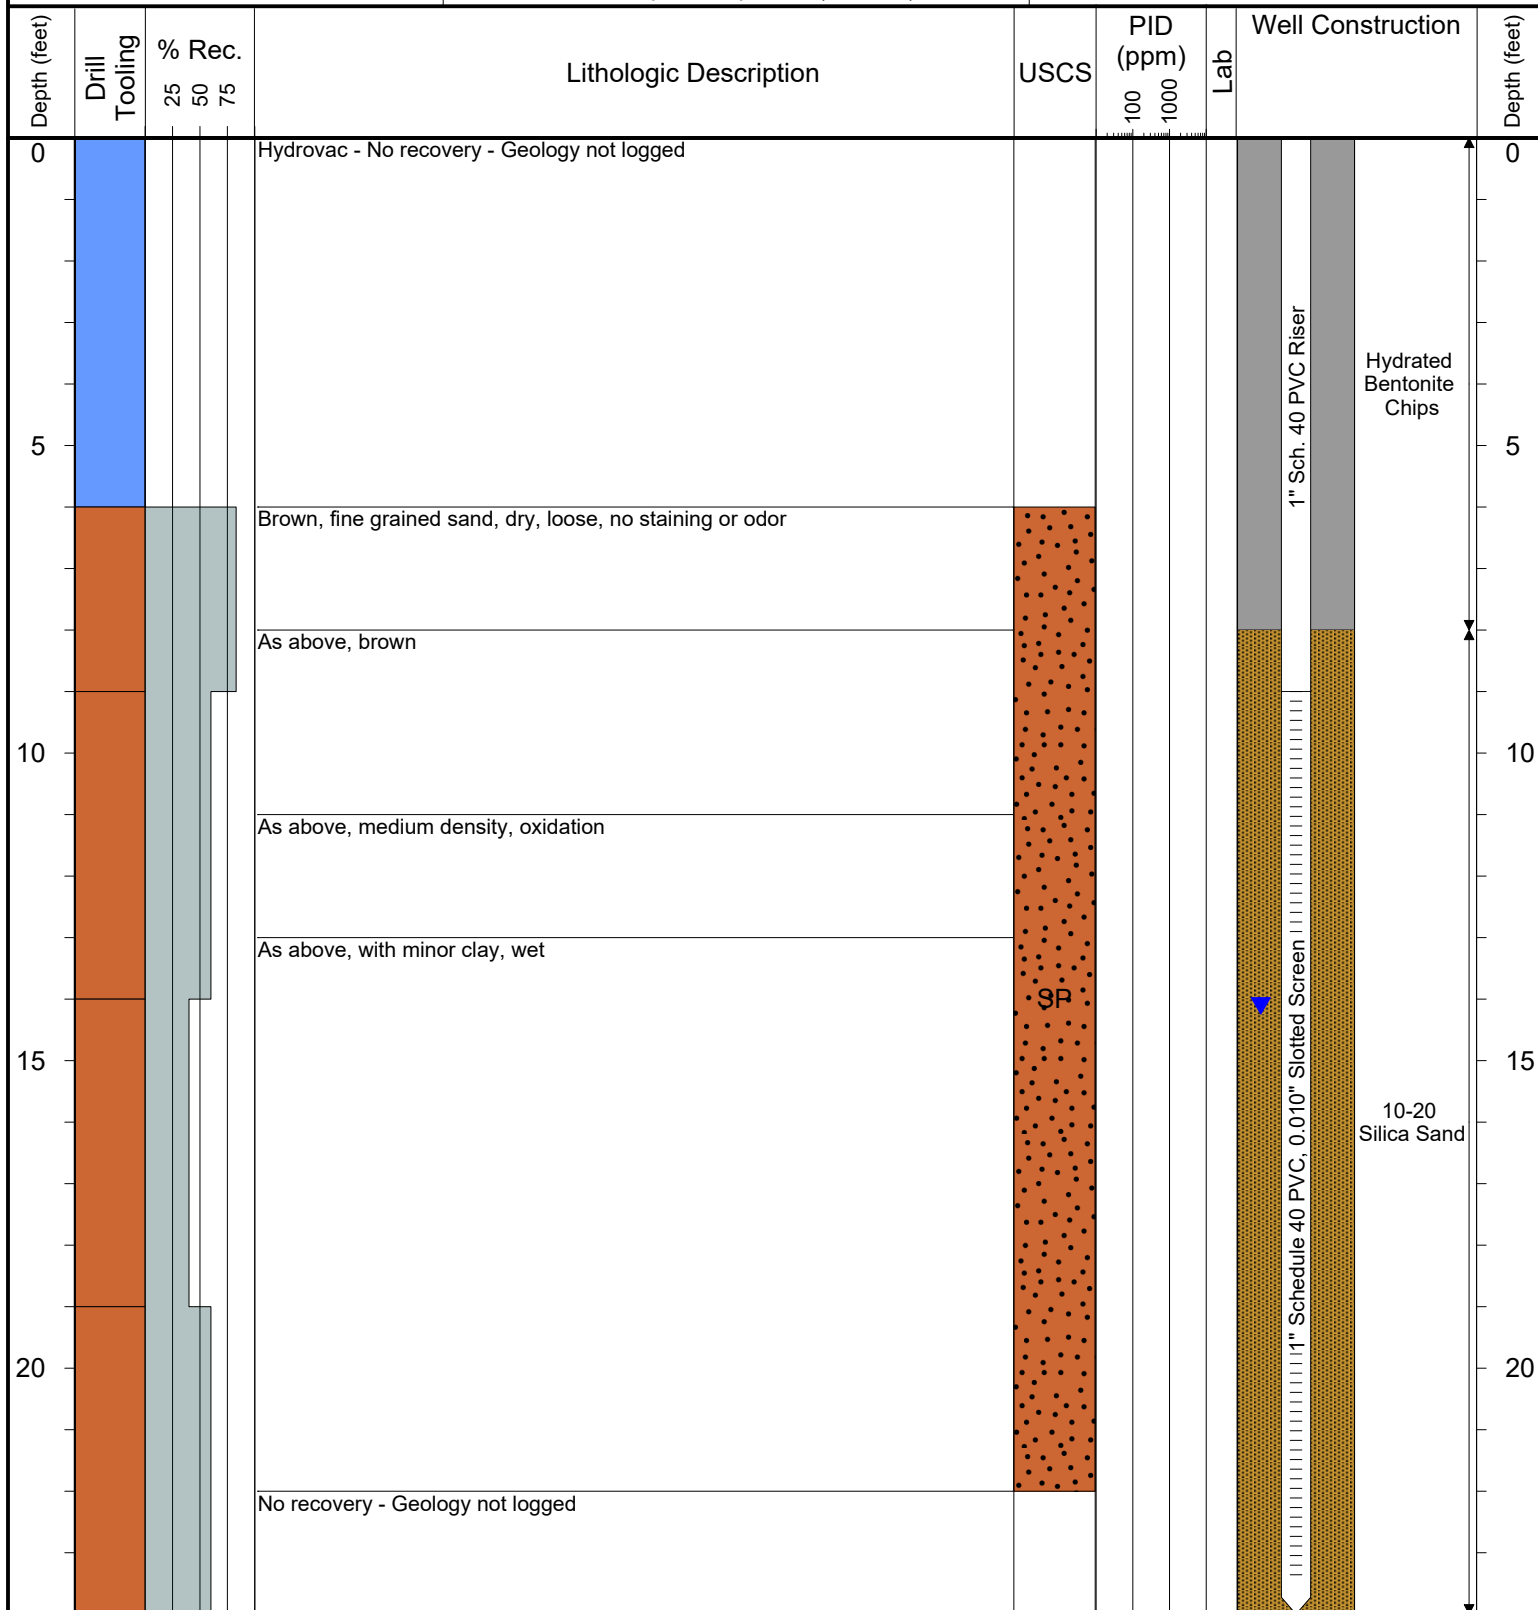 Depth (feet)
Drill
Tooling
% Rec.
25 50 75
Lithologic Description
USCS
PID
(ppm)
100 1000
Lab
Well Construction
Depth (feet)
0
Hydrovac - No recovery - Geology not logged
0
1" Sch. 40 PVC Riser
Hydrated
Bentonite
Chips
5
5
Brown, fine grained sand, dry, loose, no staining or odor
As above, brown
10
10
As above, medium density, oxidation
As above, with minor clay, wet
SP
1" Schedule 40 PVC, 0.010" Slotted Screen
15
15
10-20
Silica Sand
20
20
No recovery - Geology not logged